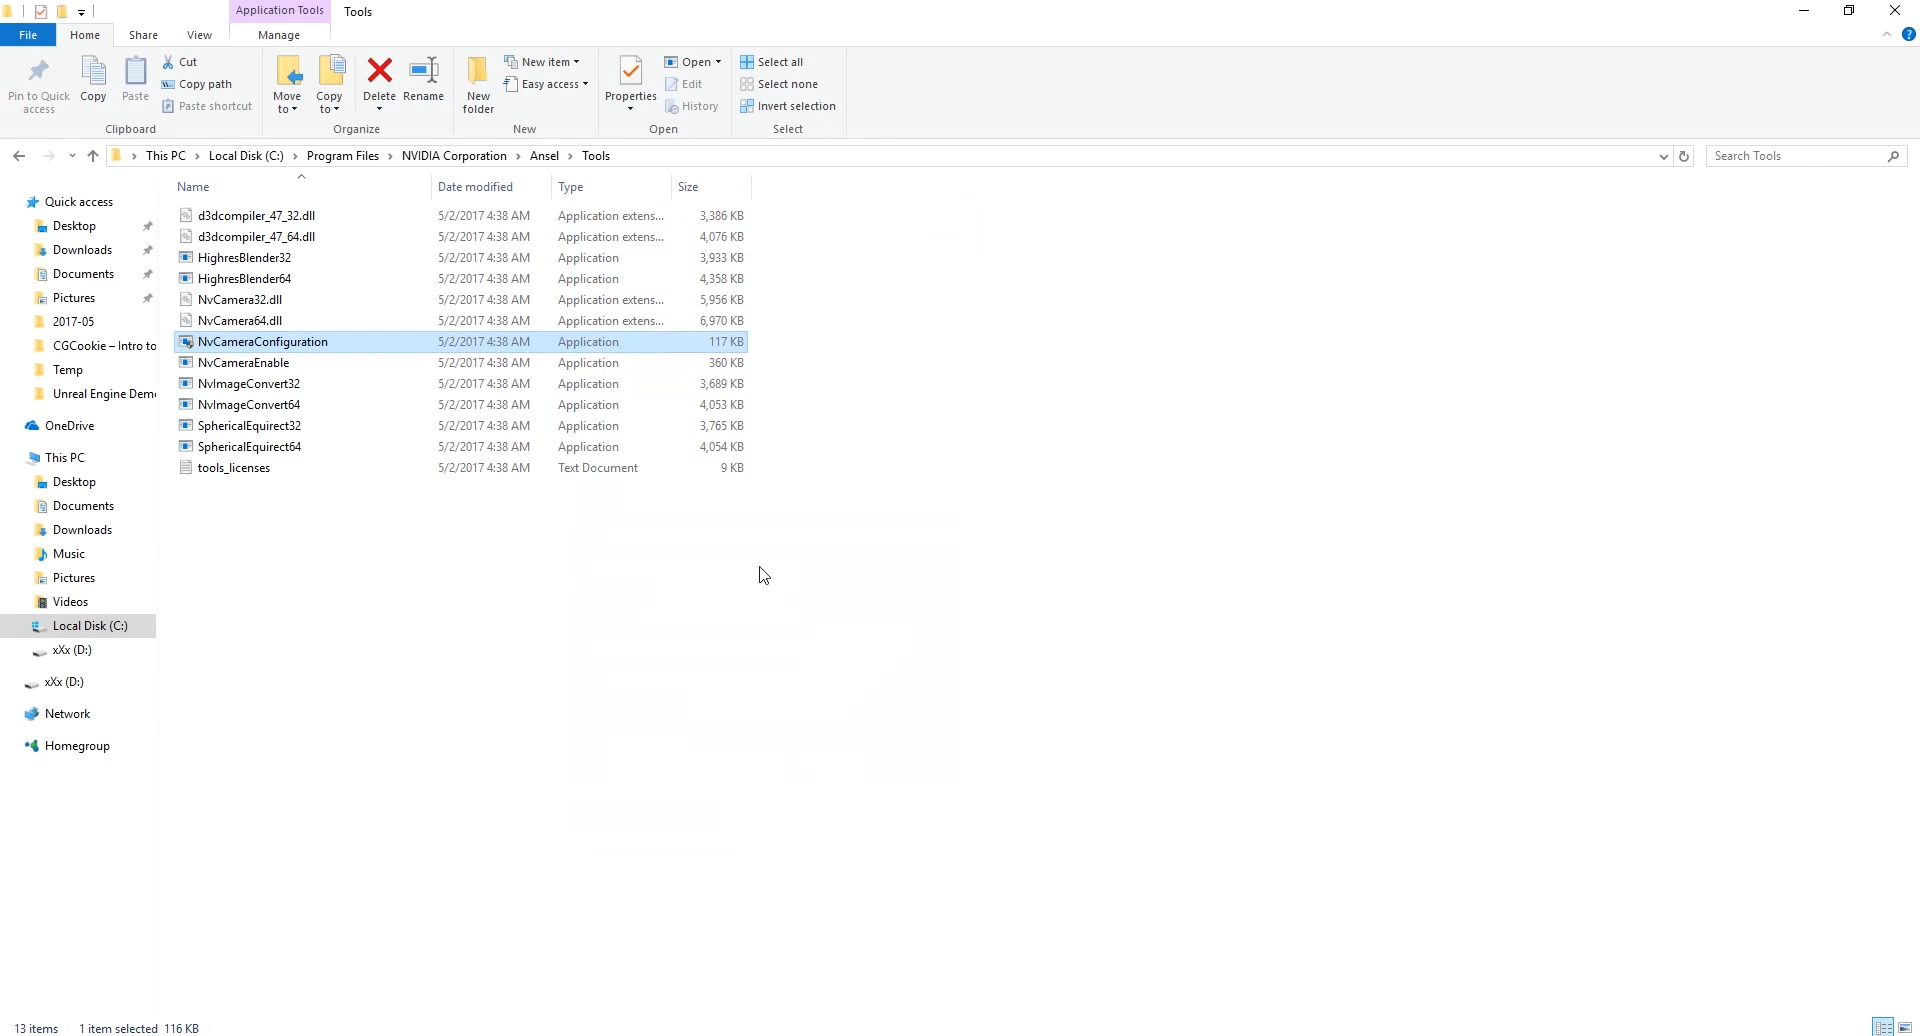 Application Tools
Tools
File
Home
Share
View
Manage
Pin to Quick access
Copy
Paste
Cut
Copy path
Paste shortcut
Clipboard
Move to
Copy to
Delete
Rename
Organize
New folder
New item
Easy access
New
Properties
Open
Edit
History
Open
Select all
Select none
Invert selection
Select
This PC > Local Disk (C:) > Program Files > NVIDIA Corporation > Ansel > Tools
Search Tools
Name Date modified Type Size
d3dcompiler_47_32.dll 5/2/2017 4:38 AM Application extens... 3,386 KB
d3dcompiler_47_64.dll 5/2/2017 4:38 AM Application extens... 4,076 KB
HighresBlender32 5/2/2017 4:38 AM Application 3,933 KB
HighresBlender64 5/2/2017 4:38 AM Application 4,358 KB
NvCamera32.dll 5/2/2017 4:38 AM Application extens... 5,956 KB
NvCamera64.dll 5/2/2017 4:38 AM Application extens... 6,970 KB
NvCameraConfiguration 5/2/2017 4:38 AM Application 117 KB
NvCameraEnable 5/2/2017 4:38 AM Application 360 KB
NvImageConvert32 5/2/2017 4:38 AM Application 3,689 KB
NvImageConvert64 5/2/2017 4:38 AM Application 4,053 KB
SphericalEquirect32 5/2/2017 4:38 AM Application 3,765 KB
SphericalEquirect64 5/2/2017 4:38 AM Application 4,054 KB
tools_licenses 5/2/2017 4:38 AM Text Document 9 KB
Quick access
Desktop
Downloads
Documents
Pictures
2017-05
CGCookie – Intro to
Temp
Unreal Engine Dem
OneDrive
This PC
Desktop
Documents
Downloads
Music
Pictures
Videos
Local Disk (C:)
xXx (D:)
xXx (D:)
Network
Homegroup
13 items 1 item selected 116 KB